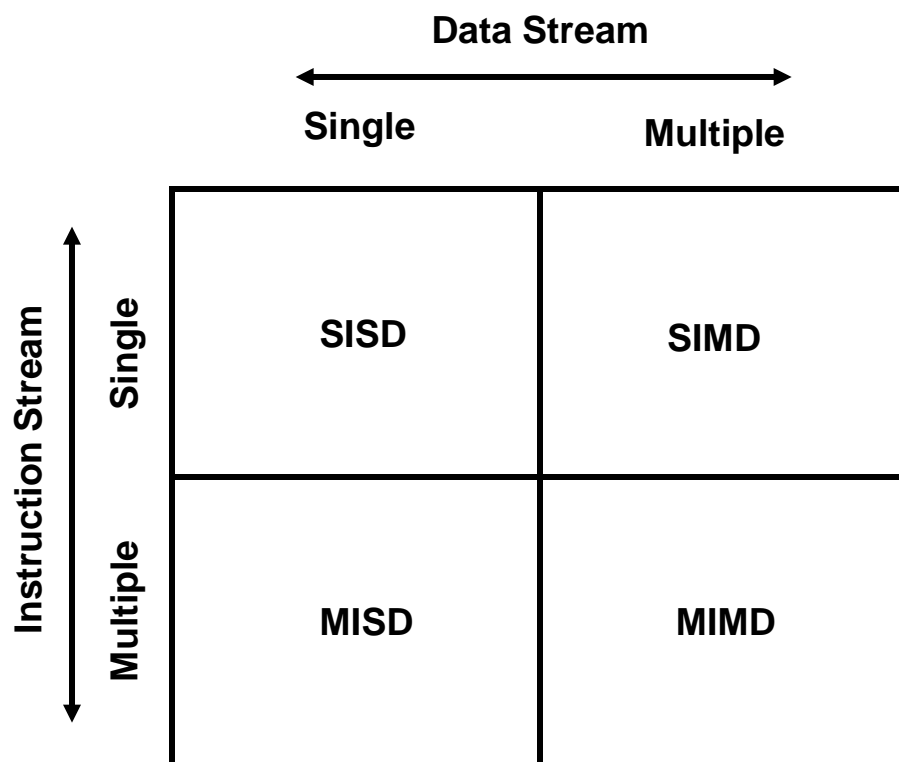 Data Stream
Single
Multiple
Instruction Stream
Single
SISD
SIMD
Multiple
MISD
MIMD